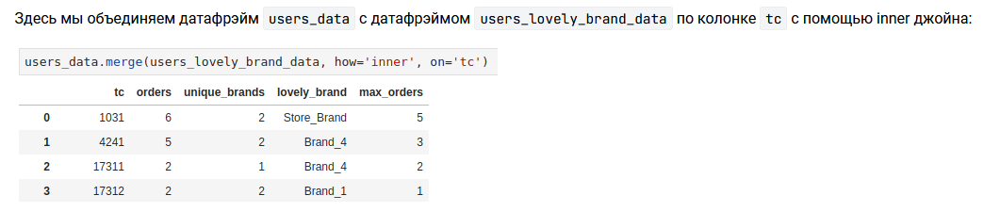 Здесь мы объединяем датафрэйм users_data с датафрэймом users_lovely_brand_data по колонке tc с помощью inner джойна:
users_data.merge(users_lovely_brand_data, how='inner', on='tc')
tc orders unique_brands lovely_brand max_orders
0 1031 6 2 Store_Brand 5
1 4241 5 2 Brand_4 3
2 17311 2 1 Brand_4 2
3 17312 2 2 Brand_1 1